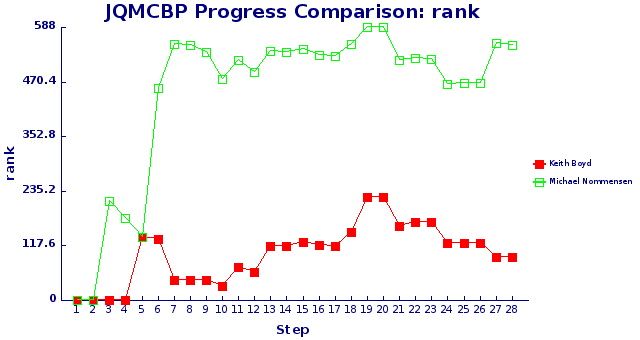 JQMCBP Progress Comparison: rank
588
470.4
352.8
235.2
117.6
0
rank
1 2 3 4 5 6 7 8 9 10 11 12 13 14 15 16 17 18 19 20 21 22 23 24 25 26 27 28
Step
Keith Boyd
Michael Nommensen